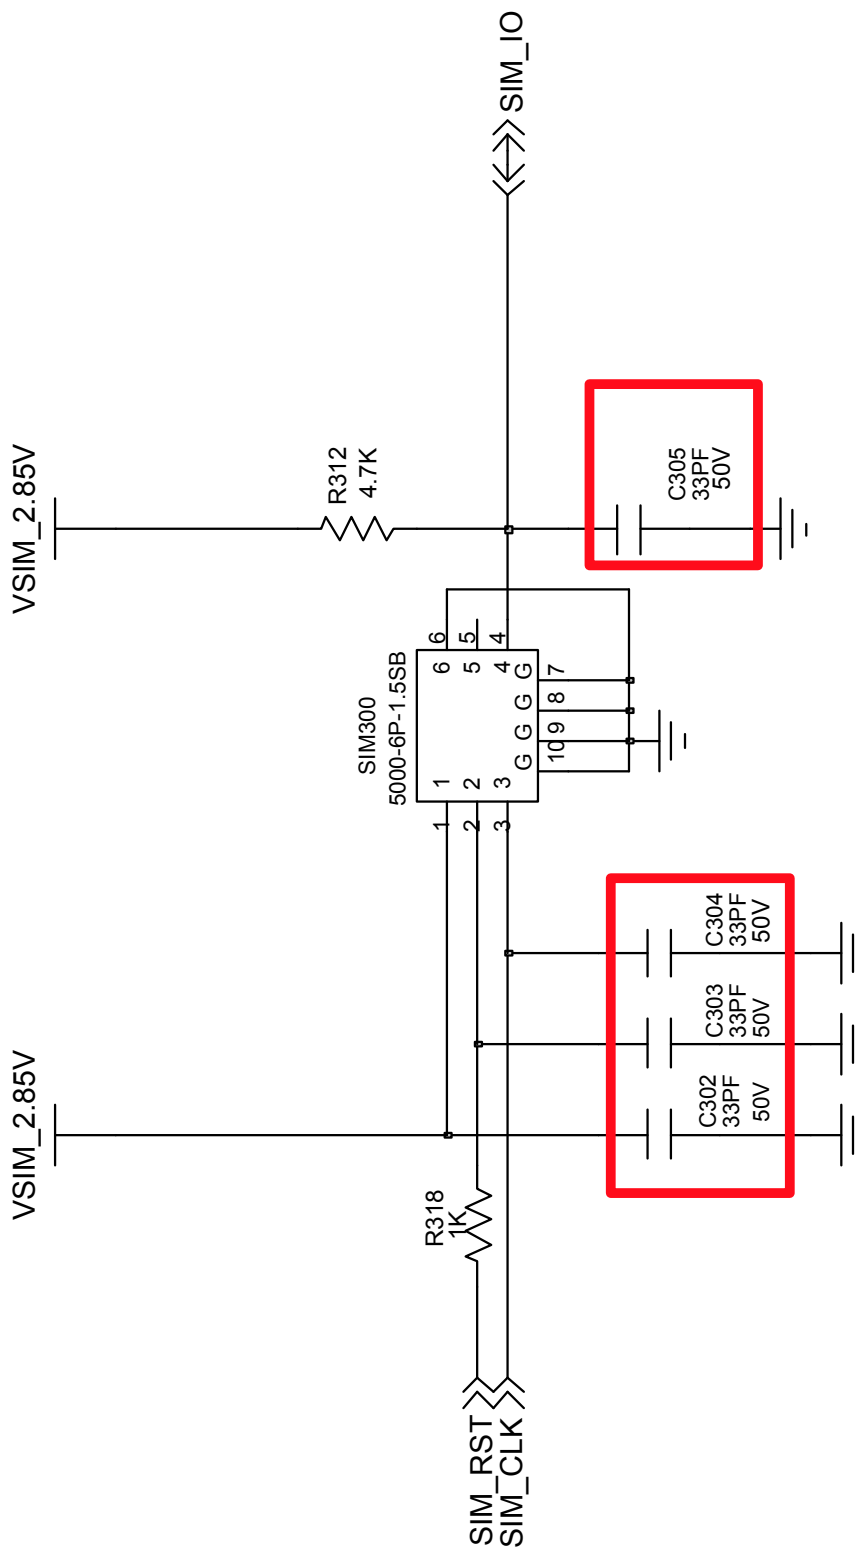 SIM_IO
VSIM_2.85V
R312
4.7K
C305
33PF
50V
SIM300
5000-6P-1.5SB
6
5
4
6
5
4
1
2
3
1
2
3
G
G
G
G
7
8
9
10
C304
33PF
50V
C303
33PF
50V
C302
33PF
50V
VSIM_2.85V
R318
1K
SIM_RST
SIM_CLK